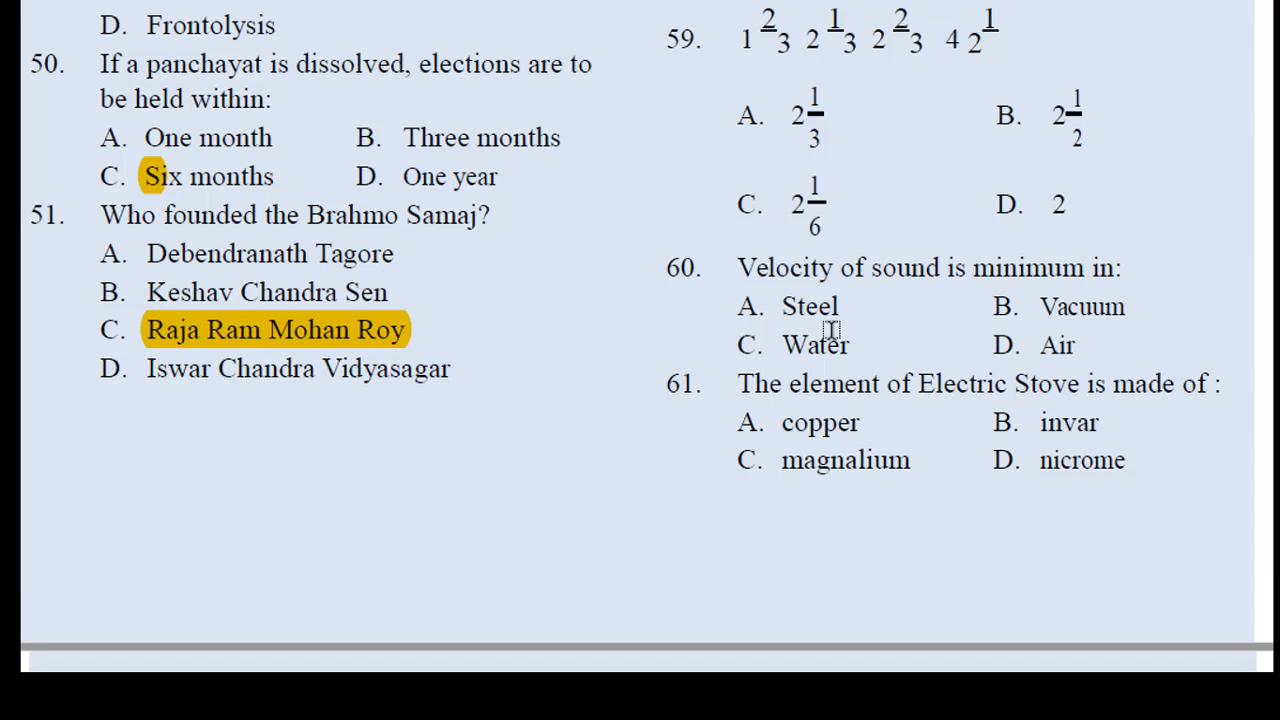 D. Frontolysis
50. If a panchayat is dissolved, elections are to
be held within:
A. One month B. Three months
C. Six months D. One year
51. Who founded the Brahmo Samaj?
A. Debendranath Tagore
B. Keshav Chandra Sen
C. Raja Ram Mohan Roy
D. Iswar Chandra Vidyasagar
59. 1 2/3 2 1/3 2 2/3 4 1/2
A. 2 1/3 B. 2 1/2
C. 2 1/6 D. 2
60. Velocity of sound is minimum in:
A. Steel B. Vacuum
C. Water D. Air
61. The element of Electric Stove is made of :
A. copper B. invar
C. magnalium D. nicrome